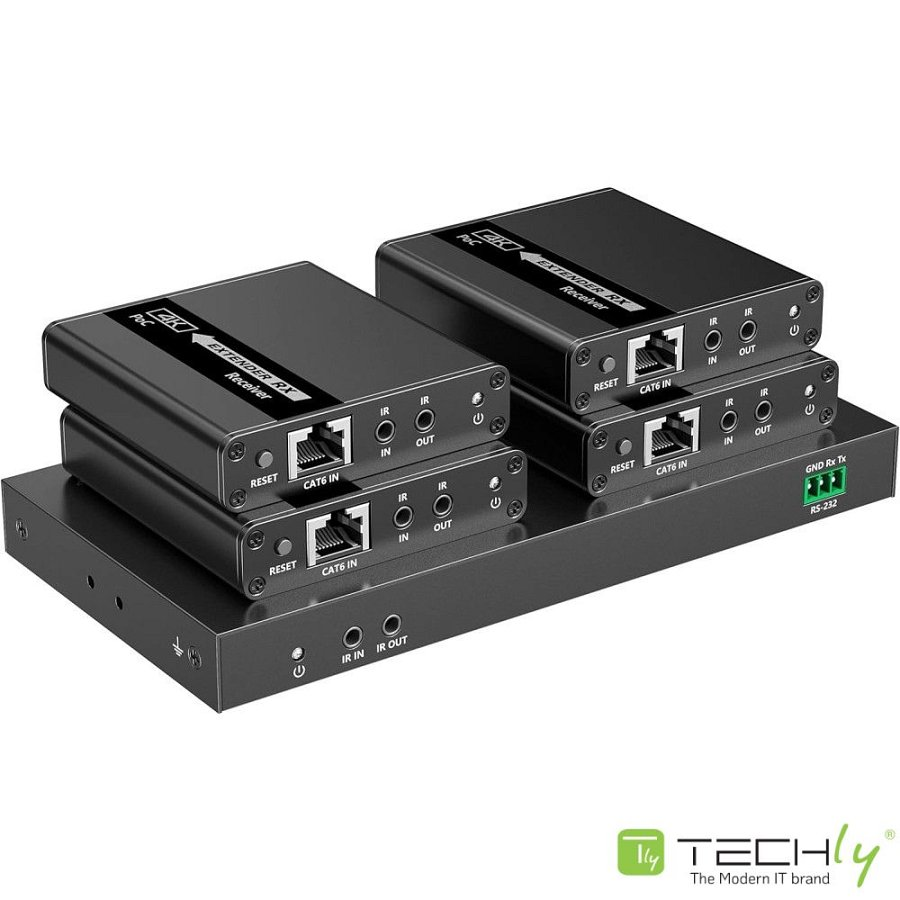 4K
PoC
EXTENDER RX
Receiver
RESET
CAT6 IN
IR
IN
IR
OUT
4K
PoC
EXTENDER RX
Receiver
RESET
CAT6 IN
IR
IN
IR
OUT
RESET
CAT6 IN
IR
IN
IR
OUT
RESET
CAT6 IN
IR
IN
IR
OUT
GND Rx Tx
RS-232
IR IN
IR OUT
Tly TECHly®
The Modern IT brand